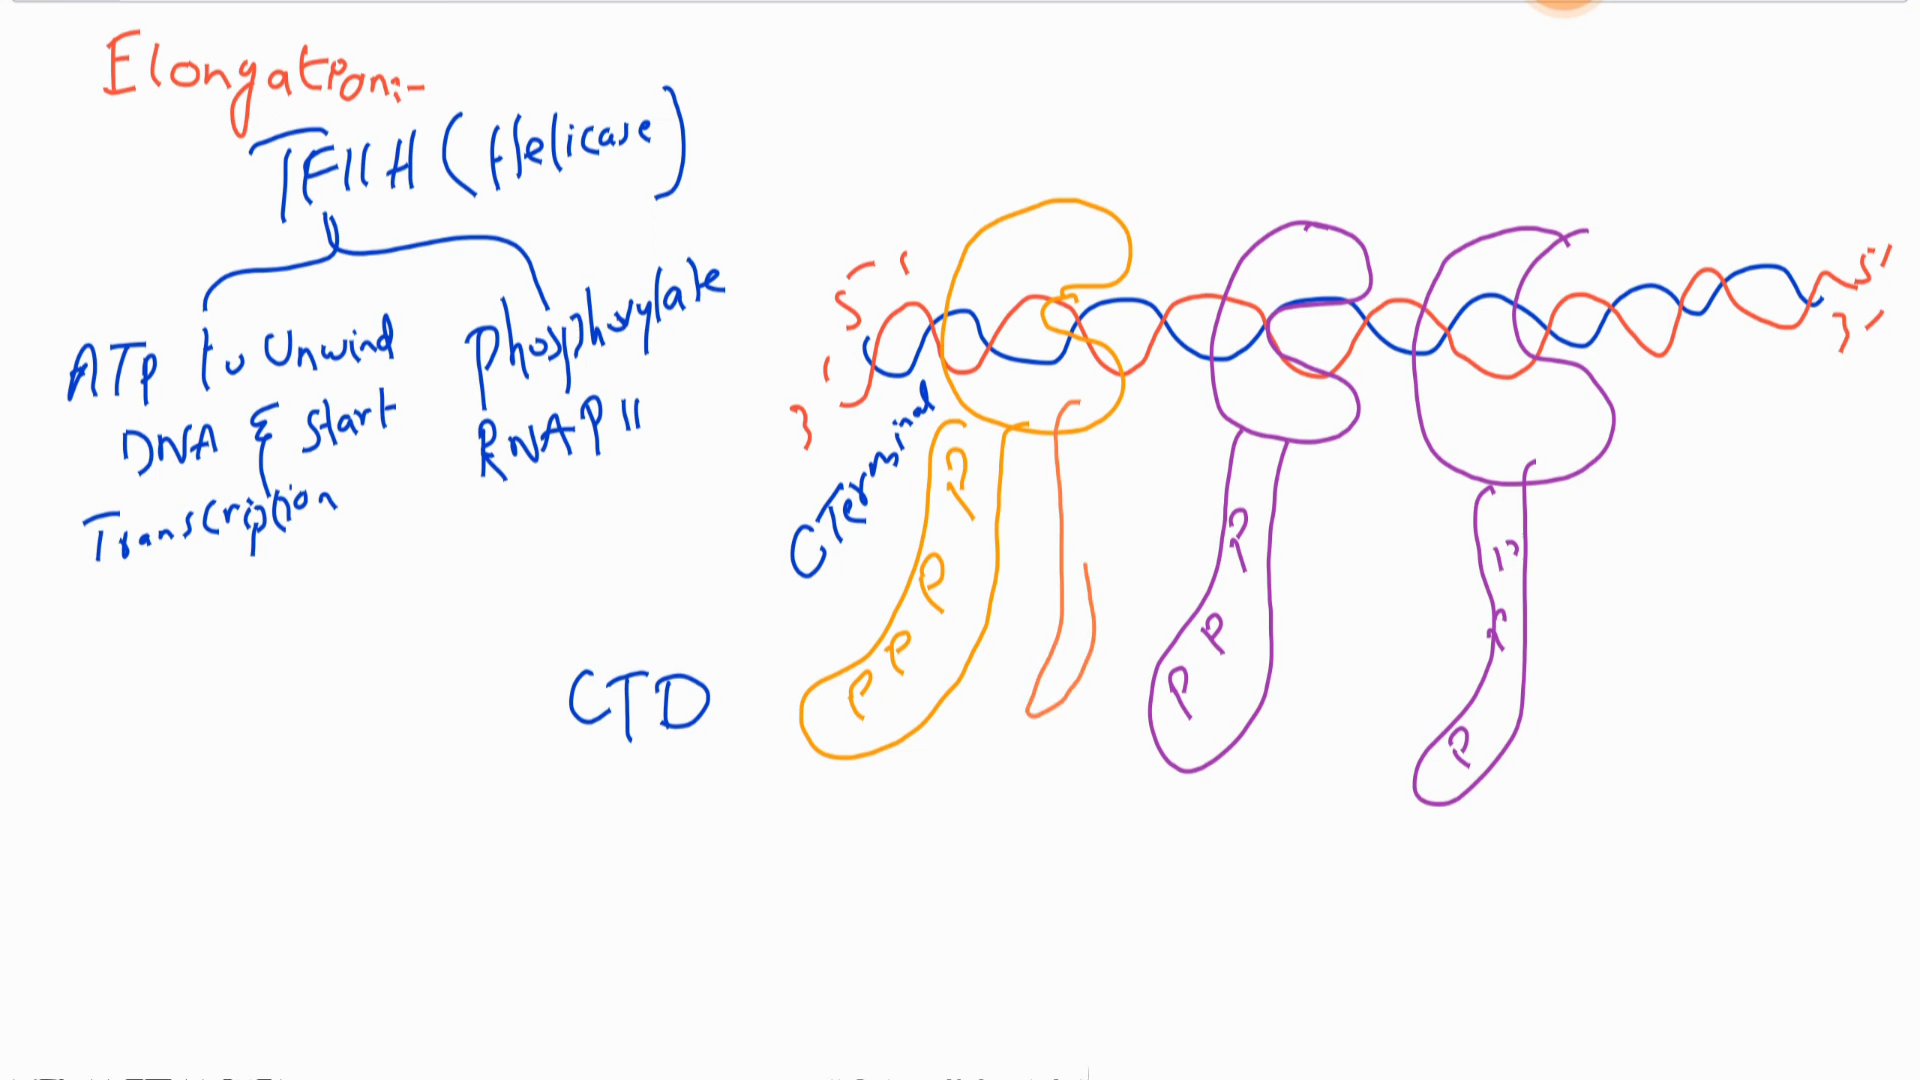 Elongation:-
TFIIH (Helicase)
ATP to Unwind
DNA & start
Transcription
Phosphorylate
RNAP II
5'
3'
5'
3'
C Terminal
P
P
P
P
P
P
P
P
P
P
CTD